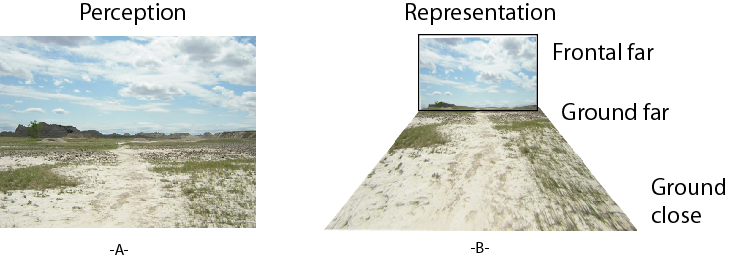 Perception
Representation
Frontal far
Ground far
Ground
close
-A-
-B-